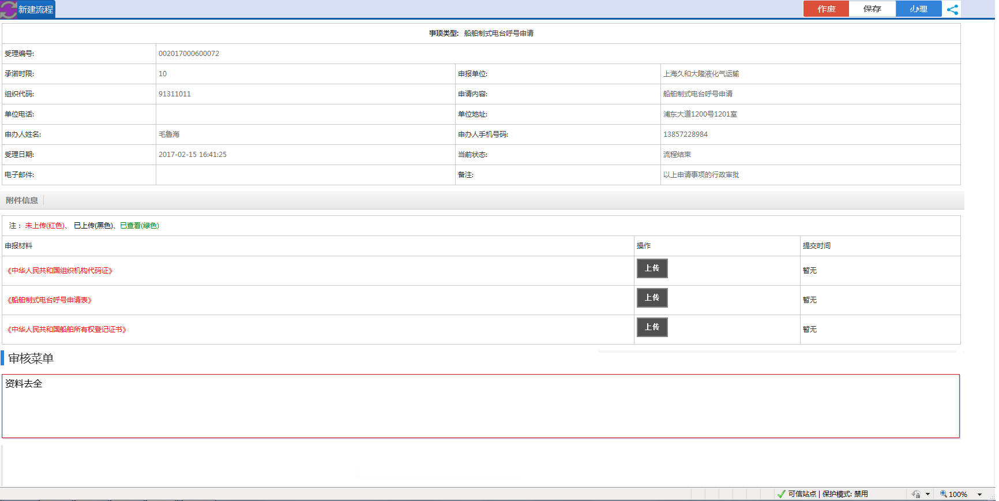 新建流程
作废 保存 办理
事项类型: 船舶制式电台呼号申请
受理编号: 002017000600072
承诺时限: 10 申报单位: 上海久和大隆液化气运输
组织代码: 91311011 申请内容: 船舶制式电台呼号申请
单位电话: 单位地址: 浦东大道1200号1201室
申办人姓名: 毛鲁海 申办人手机号码: 13857228984
受理日期: 2017-02-15 16:41:25 当前状态: 流程结束
电子邮件: 备注: 以上申请事项的行政审批
附件信息
注： 未上传(红色)、 已上传(黑色)、已查看(绿色)
申报材料 操作 提交时间
《中华人民共和国组织机构代码证》 上传 暂无
《船舶制式电台呼号申请表》 上传 暂无
《中华人民共和国船舶所有权登记证书》 上传 暂无
审核菜单
资料去全
可信站点 | 保护模式: 禁用 100%